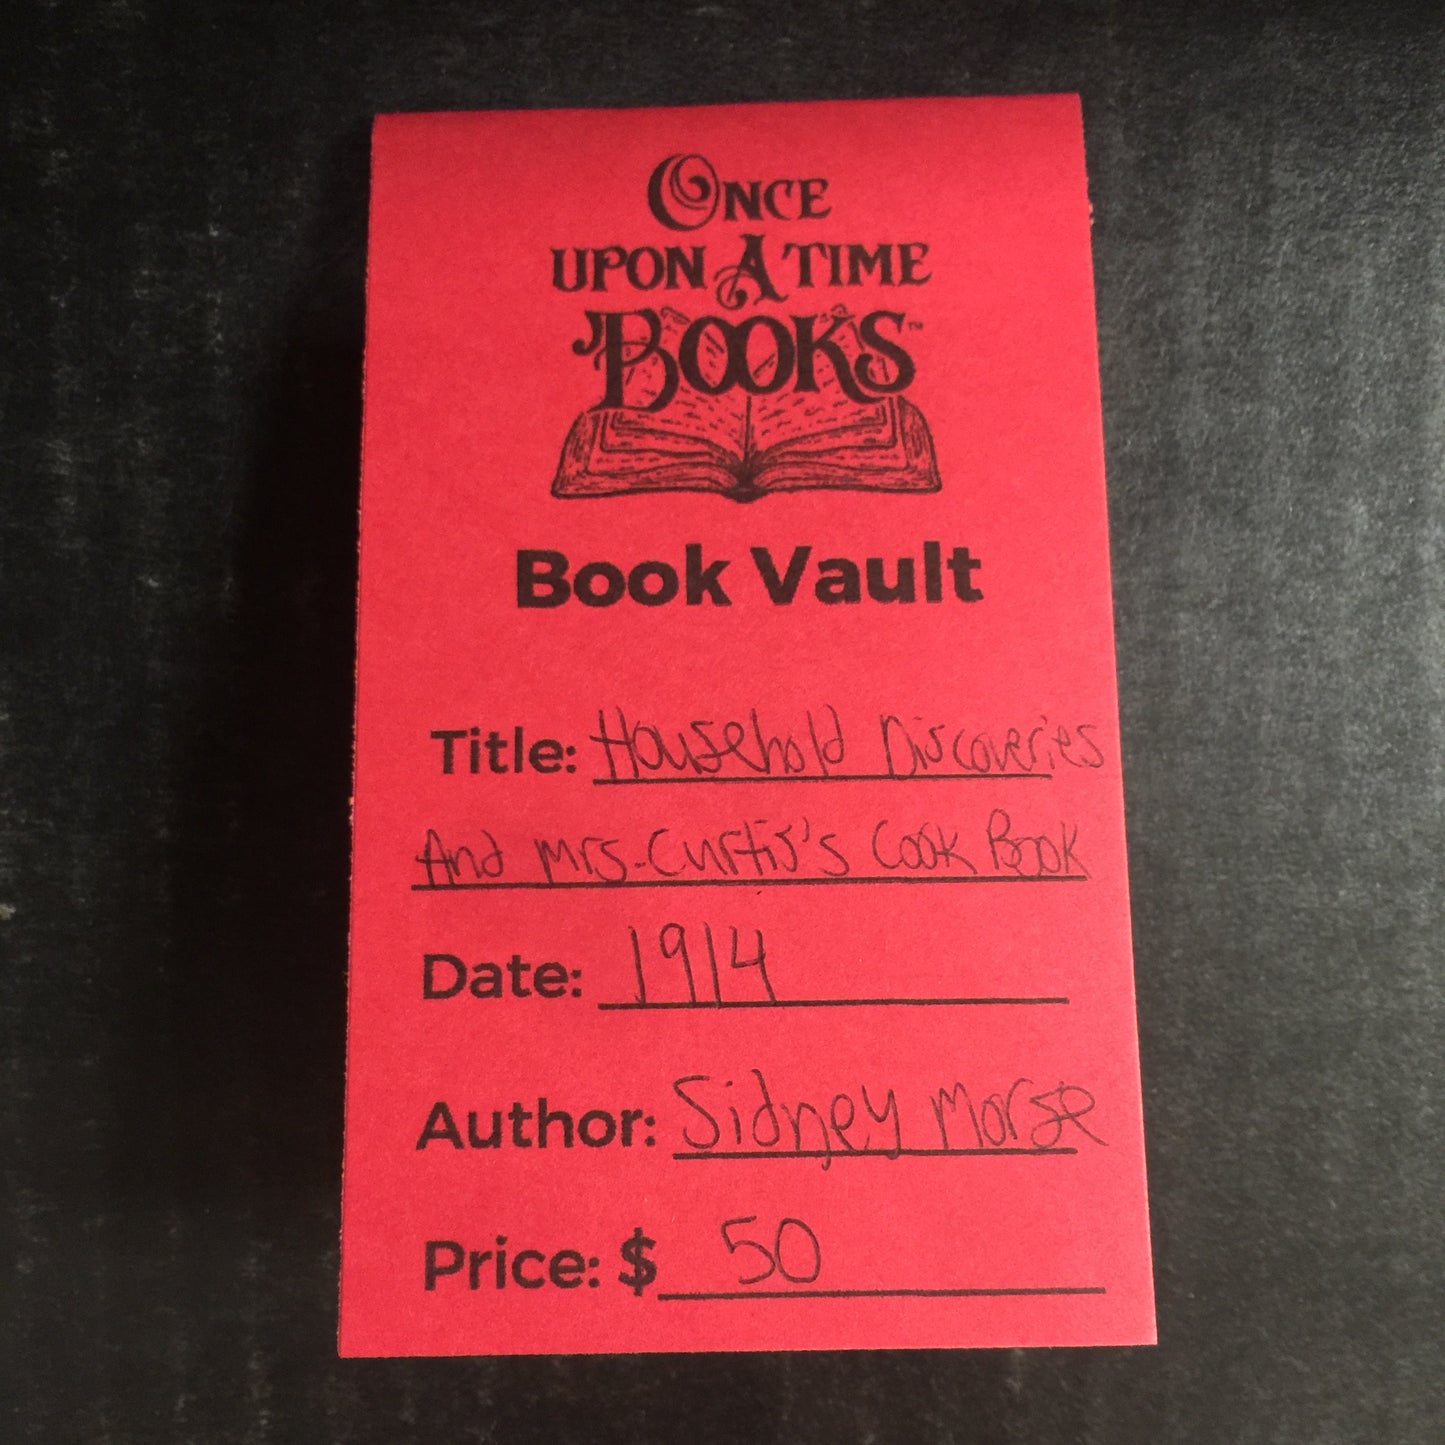 ONCE
UPON A TIME
BOOKS™
Book Vault
Title: Household Discoveries
And Mrs. Curtis's Cook Book
Date: 1914
Author: Sidney Morse
Price: $ 50